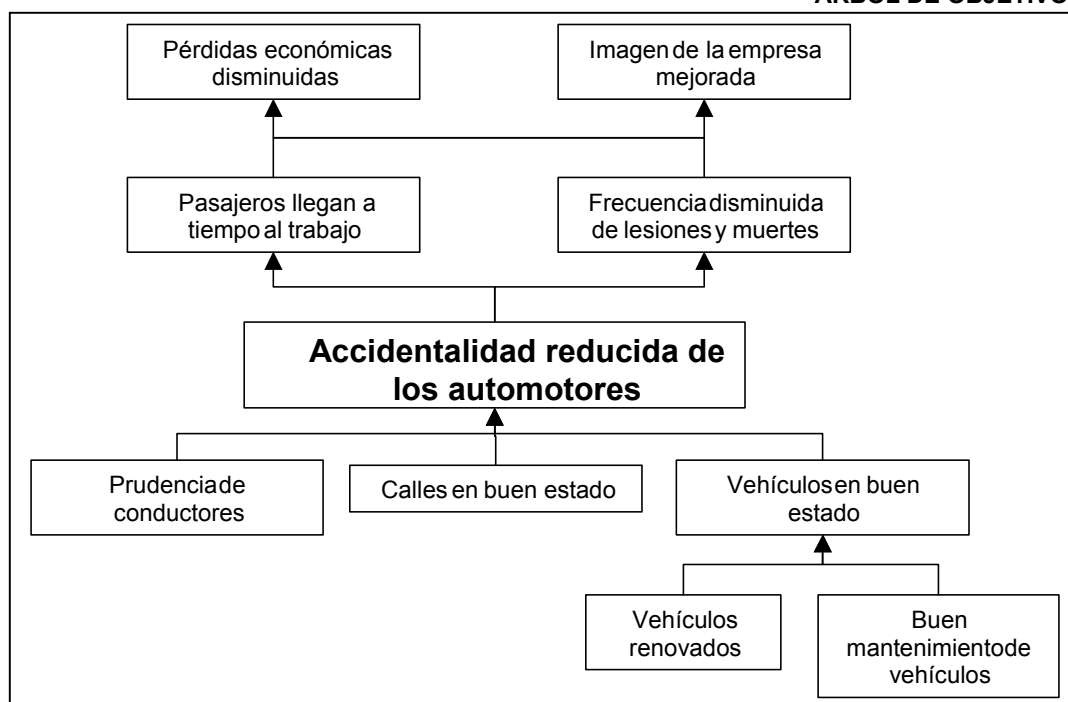 Pérdidas económicas
disminuidas
Imagen de la empresa
mejorada
Pasajeros llegan a
tiempo al trabajo
Frecuencia disminuida
de lesiones y muertes
Accidentalidad reducida de
los automotores
Prudencia de
conductores
Calles en buen estado
Vehículos en buen
estado
Vehículos
renovados
Buen
mantenimiento de
vehículos